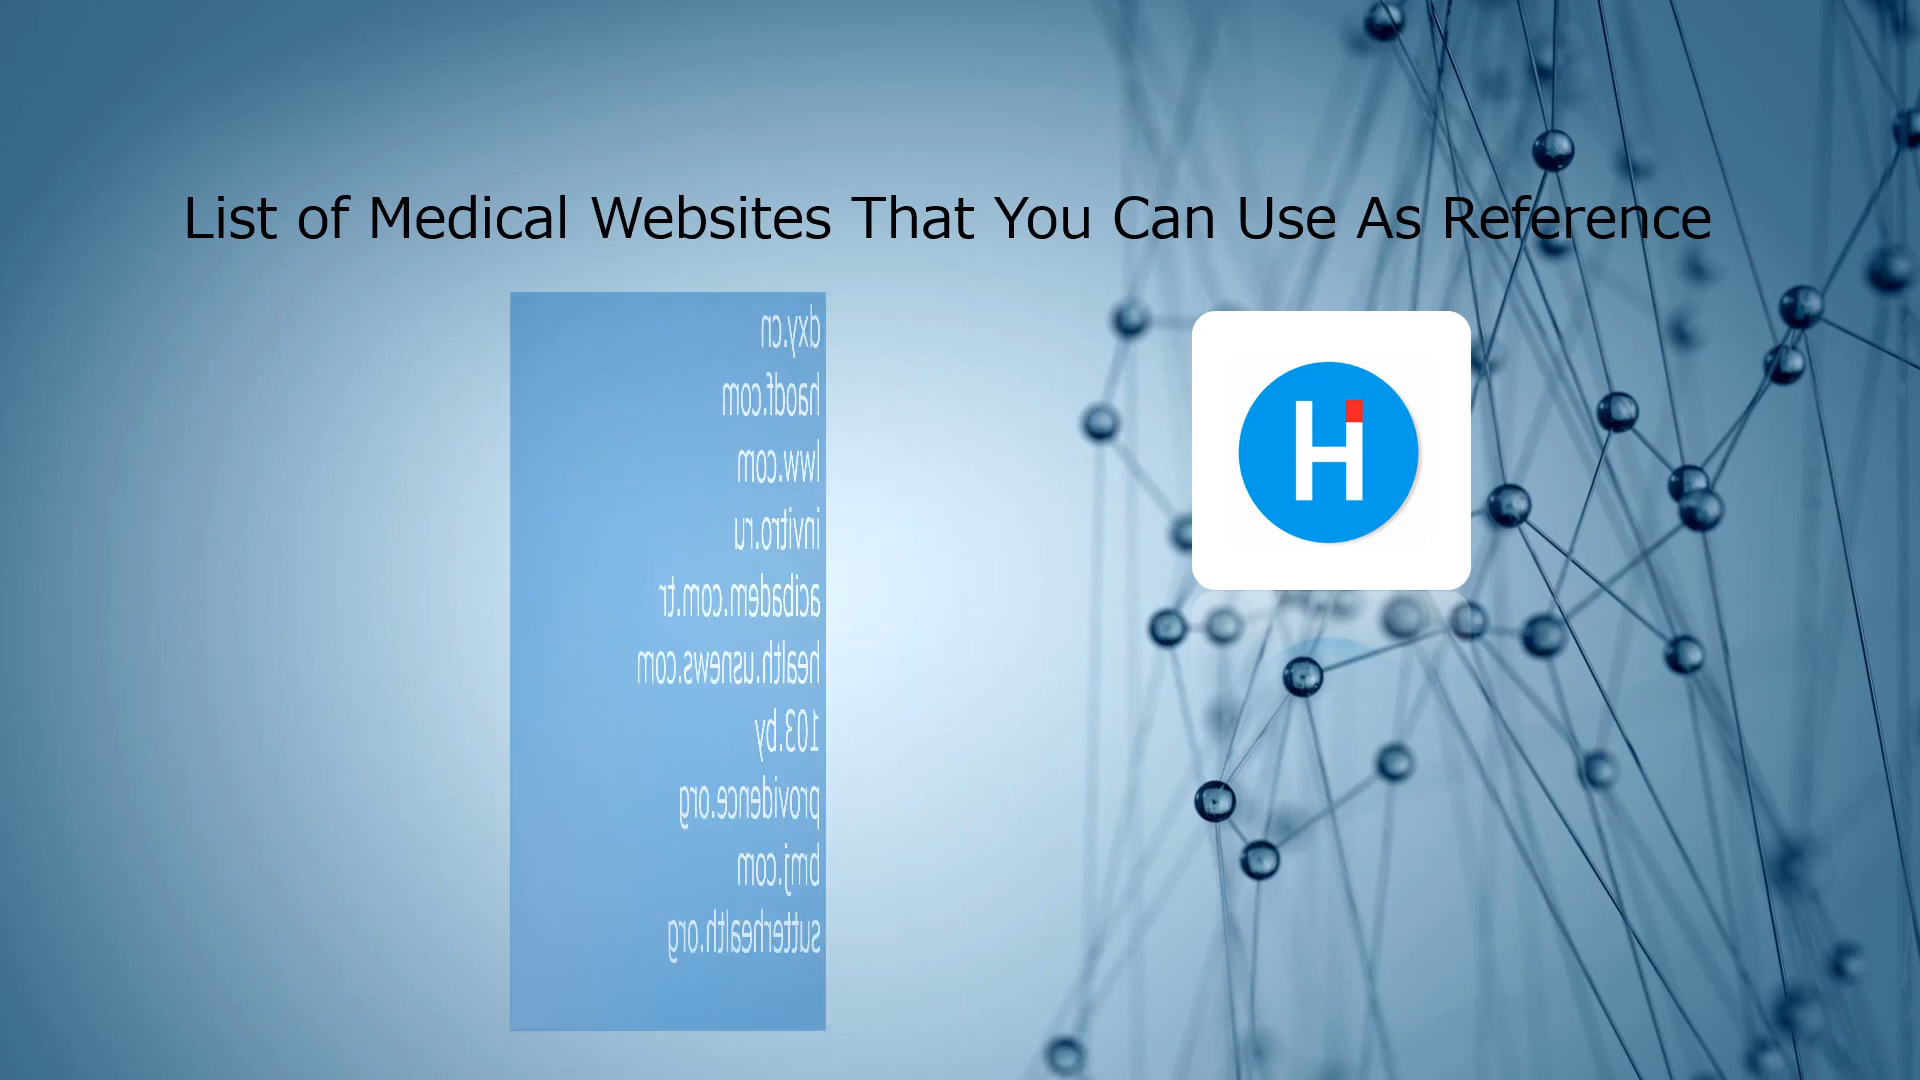 List of Medical Websites That You Can Use As Reference
dxy.cn
haodf.com
lww.com
invitro.ru
acibadem.com.tr
health.usnews.com
103.by
providence.org
bmj.com
sutterhealth.org
H